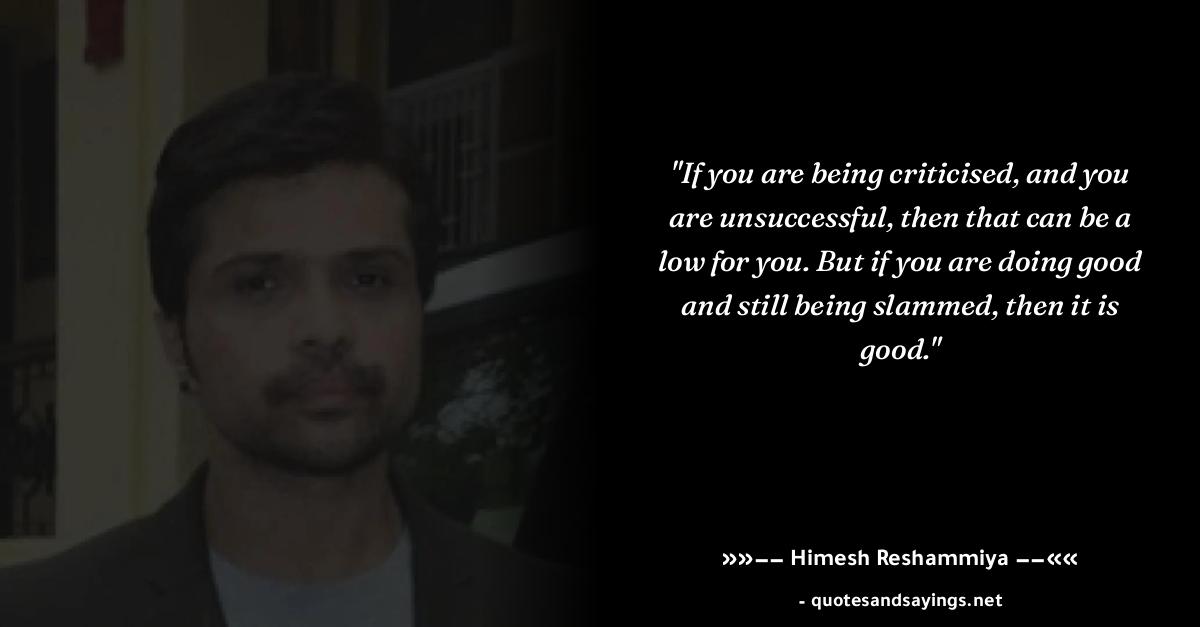 "If you are being criticised, and you
are unsuccessful, then that can be a
low for you. But if you are doing good
and still being slammed, then it is
good."
»»−− Himesh Reshammiya −−««
- quotesandsayings.net